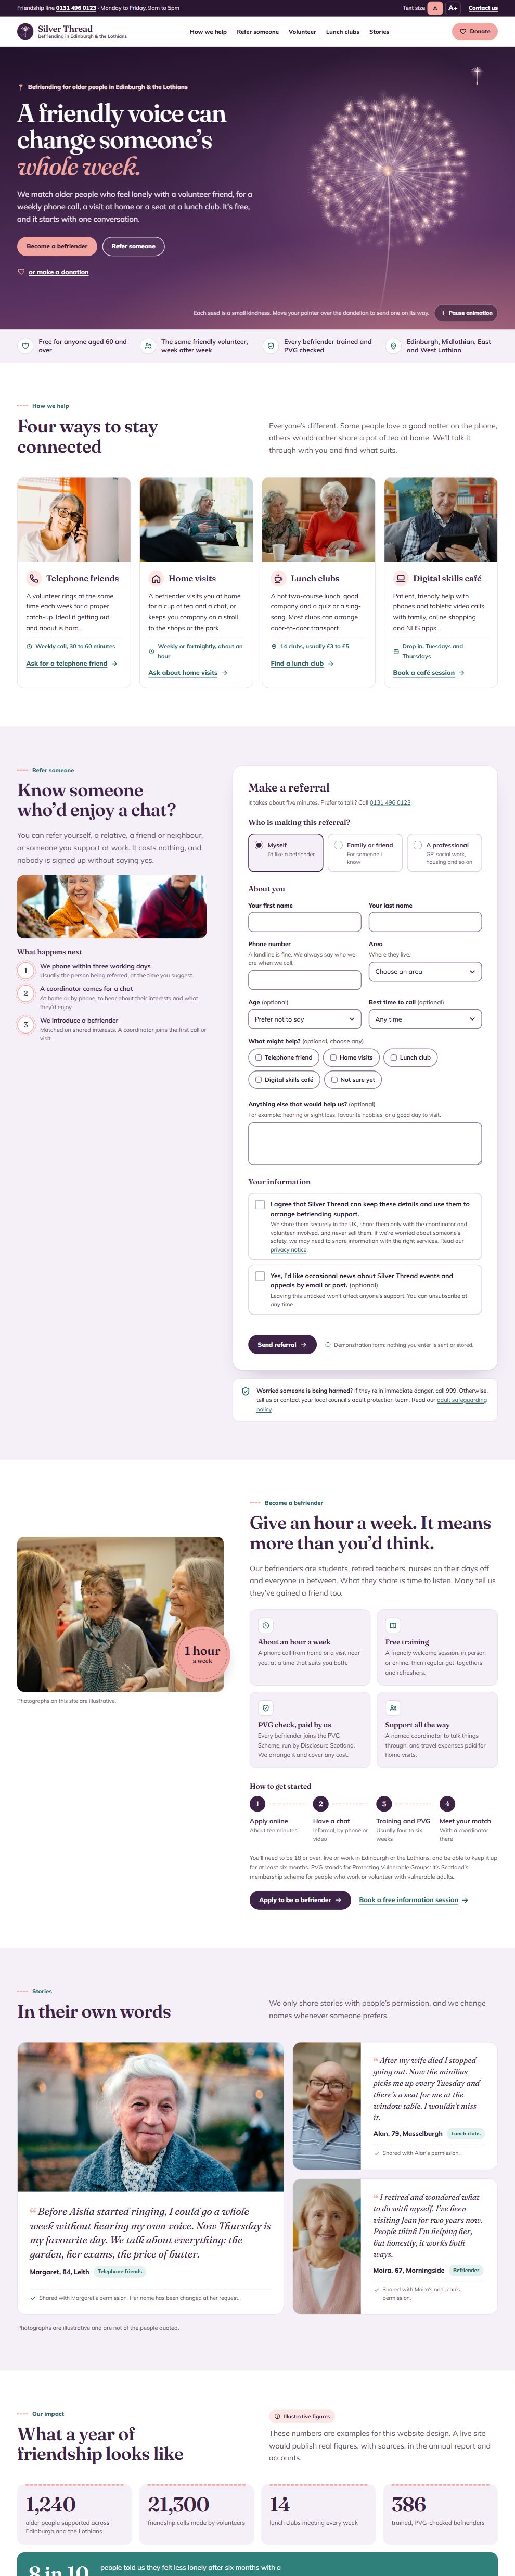 Friendship line 0131 496 0123 · Monday to Friday, 9am to 5pm
Text size A A+ Contact us
Silver Thread
Befriending in Edinburgh & the Lothians
How we help Refer someone Volunteer Lunch clubs Stories
Donate
Befriending for older people in Edinburgh & the Lothians
A friendly voice can
change someone's
whole week.
We match older people who feel lonely with a volunteer friend, for a
weekly phone call, a visit at home or a seat at a lunch club. It's free,
and it starts with one conversation.
Become a befriender Refer someone
or make a donation
Each seed is a small kindness. Move your pointer over the dandelion to send one on its way.
Pause animation
Free for anyone aged 60 and
over
The same friendly volunteer,
week after week
Every befriender trained and
PVG checked
Edinburgh, Midlothian, East
and West Lothian
How we help
Four ways to stay
connected
Everyone's different. Some people love a good natter on the phone,
others would rather share a pot of tea at home. We'll talk it
through with you and find what suits.
Telephone friends
A volunteer rings at the same
time each week for a proper
catch-up. Ideal if getting out
and about is hard.
Weekly call, 30 to 60 minutes
Ask for a telephone friend
Home visits
A befriender visits you at home
for a cup of tea and a chat, or
keeps you company on a stroll
to the shops or the park.
Weekly or fortnightly, about an
hour
Ask about home visits
Lunch clubs
A hot two-course lunch, good
company and a quiz or a sing-
song. Most clubs can arrange
door-to-door transport.
14 clubs, usually £3 to £5
Find a lunch club
Digital skills café
Patient, friendly help with
phones and tablets: video calls
with family, online shopping
and NHS apps.
Drop in, Tuesdays and
Thursdays
Book a café session
Refer someone
Know someone
who'd enjoy a chat?
You can refer yourself, a relative, a friend or neighbour,
or someone you support at work. It costs nothing, and
nobody is signed up without saying yes.
What happens next
1
We phone within three working days
Usually the person being referred, at the time you suggest.
2
A coordinator comes for a chat
At home or by phone, to hear about their interests and what
they'd enjoy.
3
We introduce a befriender
Matched on shared interests. A coordinator joins the first call or
visit.
Make a referral
It takes about five minutes. Prefer to talk? Call 0131 496 0123.
Who is making this referral?
Myself
I'd like a befriender
Family or friend
For someone I
know
A professional
GP, social work,
housing and so on
About you
Your first name
Your last name
Phone number
A landline is fine. We always say who we
are when we call.
Area
Where they live.
Choose an area
Age (optional)
Prefer not to say
Best time to call (optional)
Any time
What might help? (optional, choose any)
Telephone friend Home visits Lunch club
Digital skills café Not sure yet
Anything else that would help us? (optional)
For example: hearing or sight loss, favourite hobbies, or a good day to visit.
Your information
I agree that Silver Thread can keep these details and use them to
arrange befriending support.
We store them securely in the UK, share them only with the coordinator and
volunteer involved, and never sell them. If we're worried about someone's
safety, we may need to share information with the right services. Read our
privacy notice.
Yes, I'd like occasional news about Silver Thread events and
appeals by email or post. (optional)
Leaving this unticked won't affect anyone's support. You can unsubscribe at
any time.
Send referral
Demonstration form: nothing you enter is sent or stored.
Worried someone is being harmed? If they're in immediate danger, call 999. Otherwise,
tell us or contact your local council's adult protection team. Read our adult safeguarding
policy.
Become a befriender
Give an hour a week. It means
more than you'd think.
Our befrienders are students, retired teachers, nurses on their days off
and everyone in between. What they share is time to listen. Many tell us
they've gained a friend too.
1 hour
a week
Photographs on this site are illustrative.
About an hour a week
A phone call from home or a visit near
you, at a time that suits you both.
Free training
A friendly welcome session, in person
or online, then regular get-togethers
and refreshers.
PVG check, paid by us
Every befriender joins the PVG
Scheme, run by Disclosure Scotland.
We arrange it and cover any cost.
Support all the way
A named coordinator to talk things
through, and travel expenses paid for
home visits.
How to get started
1 2 3 4
Apply online
About ten minutes
Have a chat
Informal, by phone or
video
Training and PVG
Usually four to six
weeks
Meet your match
With a coordinator
there
You'll need to be 18 or over, live or work in Edinburgh or the Lothians, and be able to keep it up
for at least six months. PVG stands for Protecting Vulnerable Groups: it's Scotland's
membership scheme for people who work or volunteer with vulnerable adults.
Apply to be a befriender Book a free information session
Stories
In their own words
We only share stories with people's permission, and we change
names whenever someone prefers.
“Before Aisha started ringing, I could go a whole
week without hearing my own voice. Now Thursday is
my favourite day. We talk about everything: the
garden, her exams, the price of butter.
Margaret, 84, Leith Telephone friends
Shared with Margaret's permission. Her name has been changed at her request.
“After my wife died I stopped
going out. Now the minibus
picks me up every Tuesday and
there's a seat for me at the
window table. I wouldn't miss
it.
Alan, 79, Musselburgh Lunch clubs
Shared with Alan's permission.
“I retired and wondered what
to do with myself. I've been
visiting Jean for two years now.
People think I'm helping her,
but honestly, it works both
ways.
Moira, 67, Morningside Befriender
Shared with Moira's and Jean's
permission.
Photographs are illustrative and are not of the people quoted.
Our impact
What a year of
friendship looks like
Illustrative figures
These numbers are examples for this website design. A live site
would publish real figures, with sources, in the annual report and
accounts.
1,240
older people supported across
Edinburgh and the Lothians
21,300
friendship calls made by volunteers
14
lunch clubs meeting every week
386
trained, PVG-checked befrienders
8 in 10
people told us they felt less lonely after six months with a